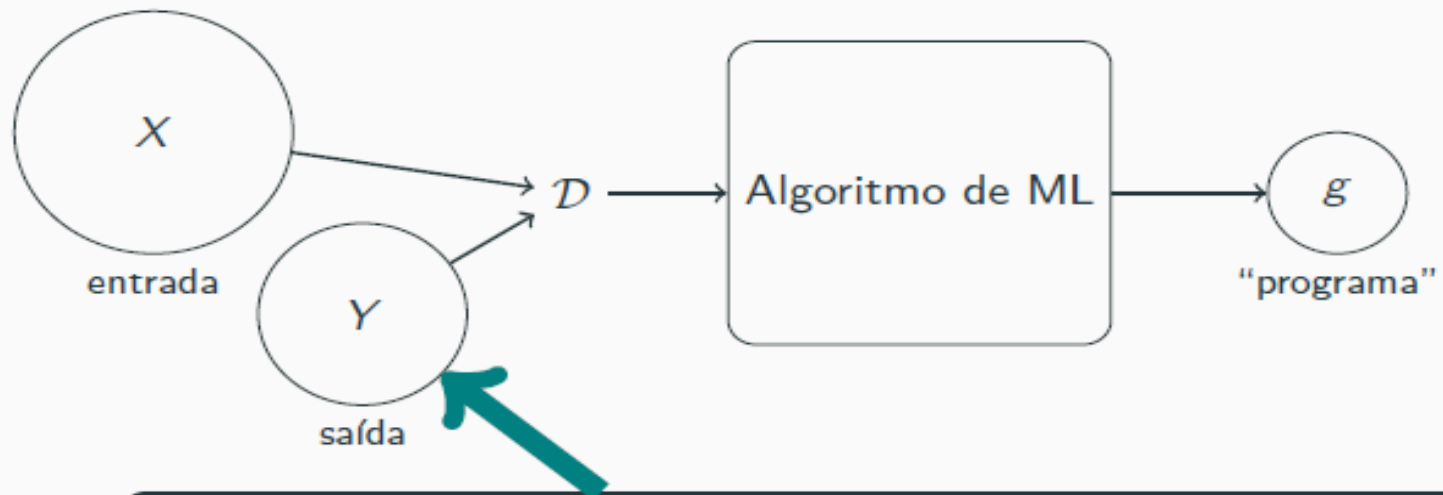 X
entrada
Y
saída
𝒟
Algoritmo de ML
g
“programa”